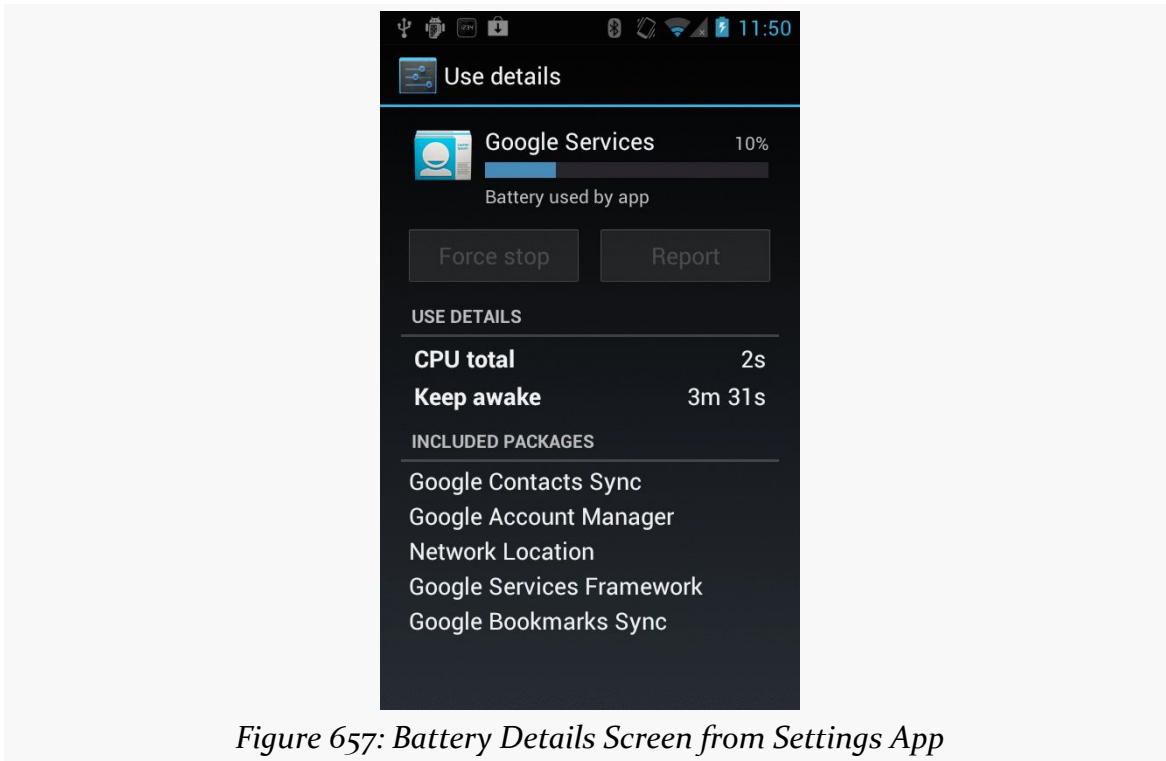 11:50
Use details
Google Services 10%
Battery used by app
Force stop Report
USE DETAILS
CPU total 2s
Keep awake 3m 31s
INCLUDED PACKAGES
Google Contacts Sync
Google Account Manager
Network Location
Google Services Framework
Google Bookmarks Sync
Figure 657: Battery Details Screen from Settings App